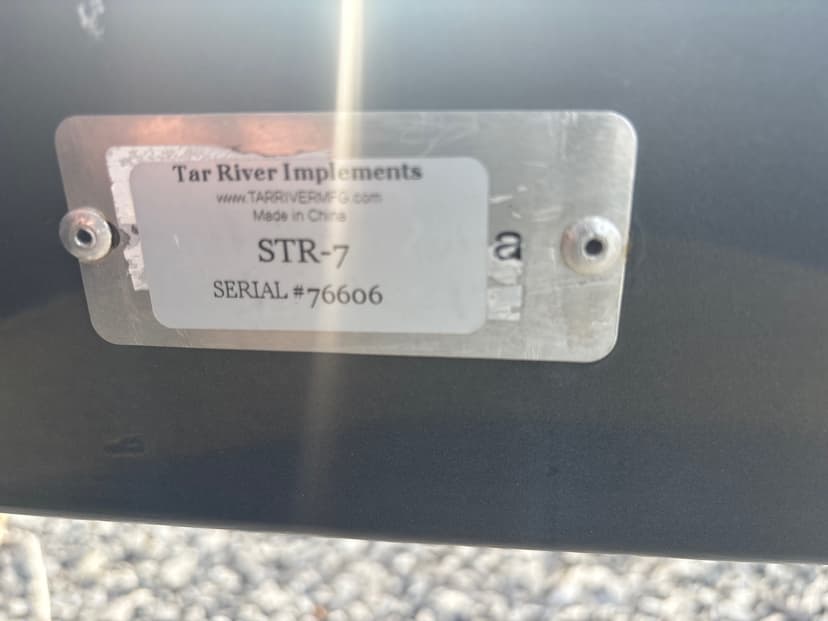 Tar River Implements
www.TARRIVERMFG.com
Made in China
STR-7
a
SERIAL #76606